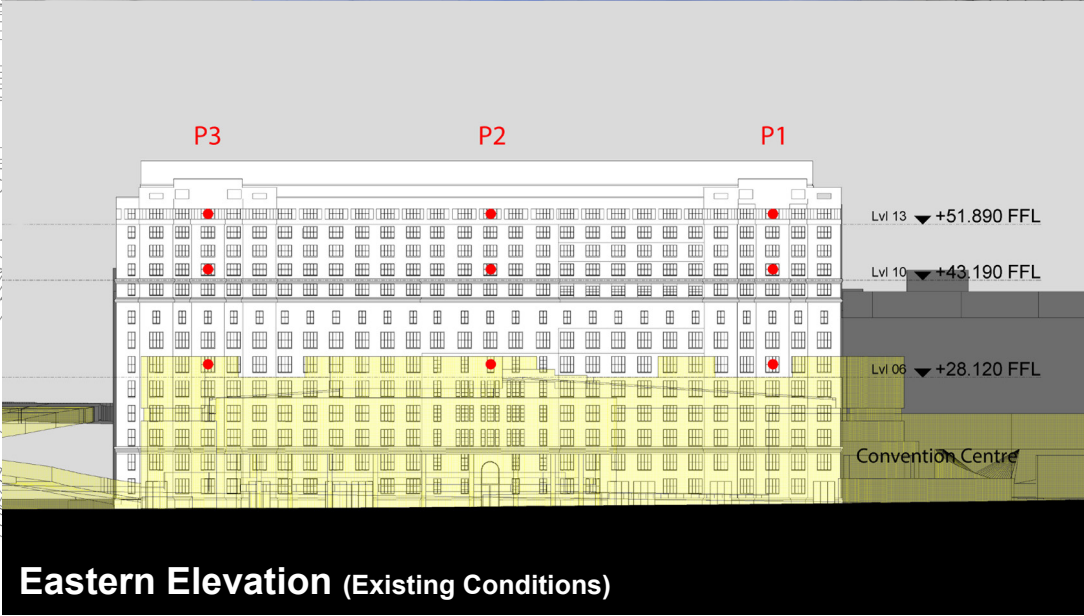 P3 P2 P1
Lvl 13 +51.890 FFL
Lvl 10 +43.190 FFL
Lvl 06 +28.120 FFL
Convention Centre
Eastern Elevation (Existing Conditions)